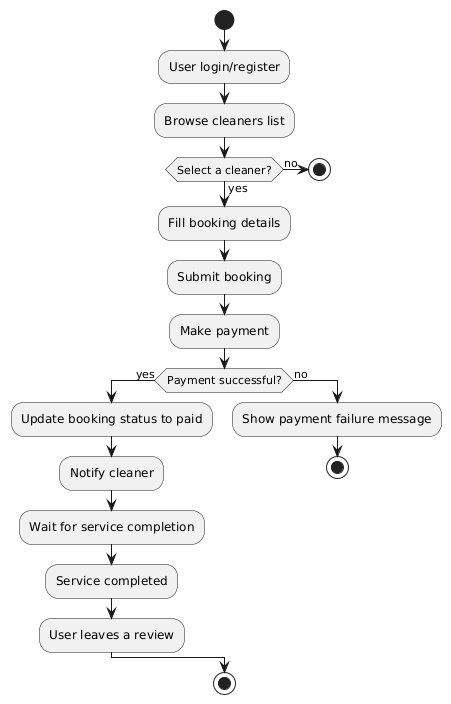 User login/register
Browse cleaners list
Select a cleaner?
no
yes
Fill booking details
Submit booking
Make payment
yes
Payment successful?
no
Update booking status to paid
Show payment failure message
Notify cleaner
Wait for service completion
Service completed
User leaves a review